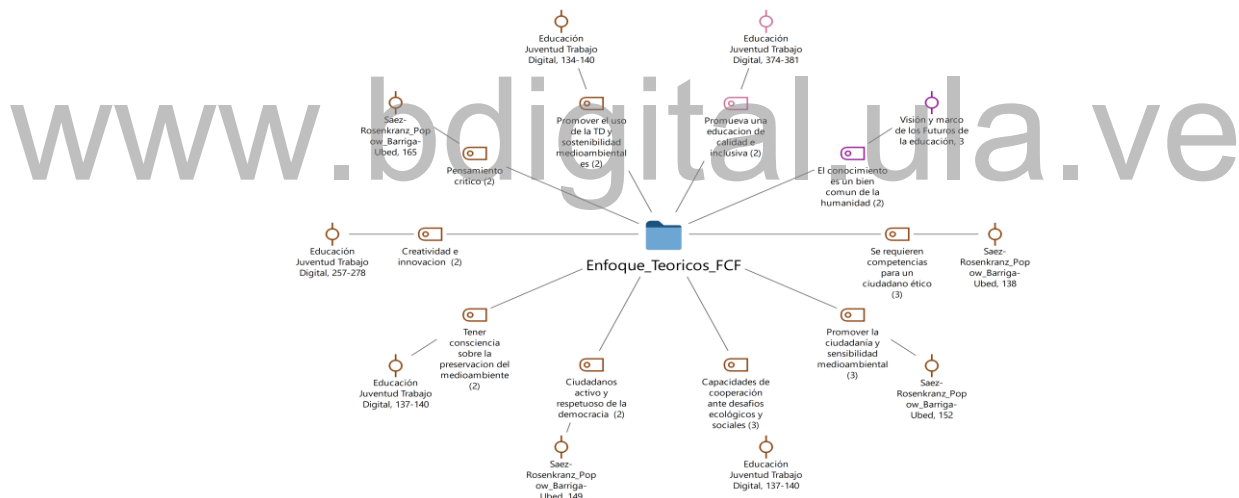 Educación
Juventud Trabajo
Digital, 134-140
Educación
Juventud Trabajo
Digital, 374-381
www.bdigital.ula.ve
Saez-
Rosenkranz_Pop
ow_Barriga-
Ubed, 165
Promover el uso
de la TD y
sostenibilidad
medioambiental
es (2)
Promueva una
educacion de
calidad e
inclusiva (2)
Visión y marco
de los Futuros de
la educación, 3
Pensamiento
critico (2)
El conocimiento
es un bien
comun de la
humanidad (2)
Educación
Juventud Trabajo
Digital, 257-278
Creatividad e
innovacion (2)
Enfoque_Teoricos_FCF
Se requieren
competencias
para un
ciudadano ético
(3)
Saez-
Rosenkranz_Pop
ow_Barriga-
Ubed, 138
Tener
consciencia
sobre la
preservacion del
medioambiente
(2)
Promover la
ciudadanía y
sensibilidad
medioambiental
(3)
Educación
Juventud Trabajo
Digital, 137-140
Ciudadanos
activo y
respetuoso de la
democracia (2)
Capacidades de
cooperación
ante desafios
ecológicos y
sociales (3)
Saez-
Rosenkranz_Pop
ow_Barriga-
Ubed, 152
Saez-
Rosenkranz_Pop
ow_Barriga-
Ubed, 149
Educación
Juventud Trabajo
Digital, 137-140